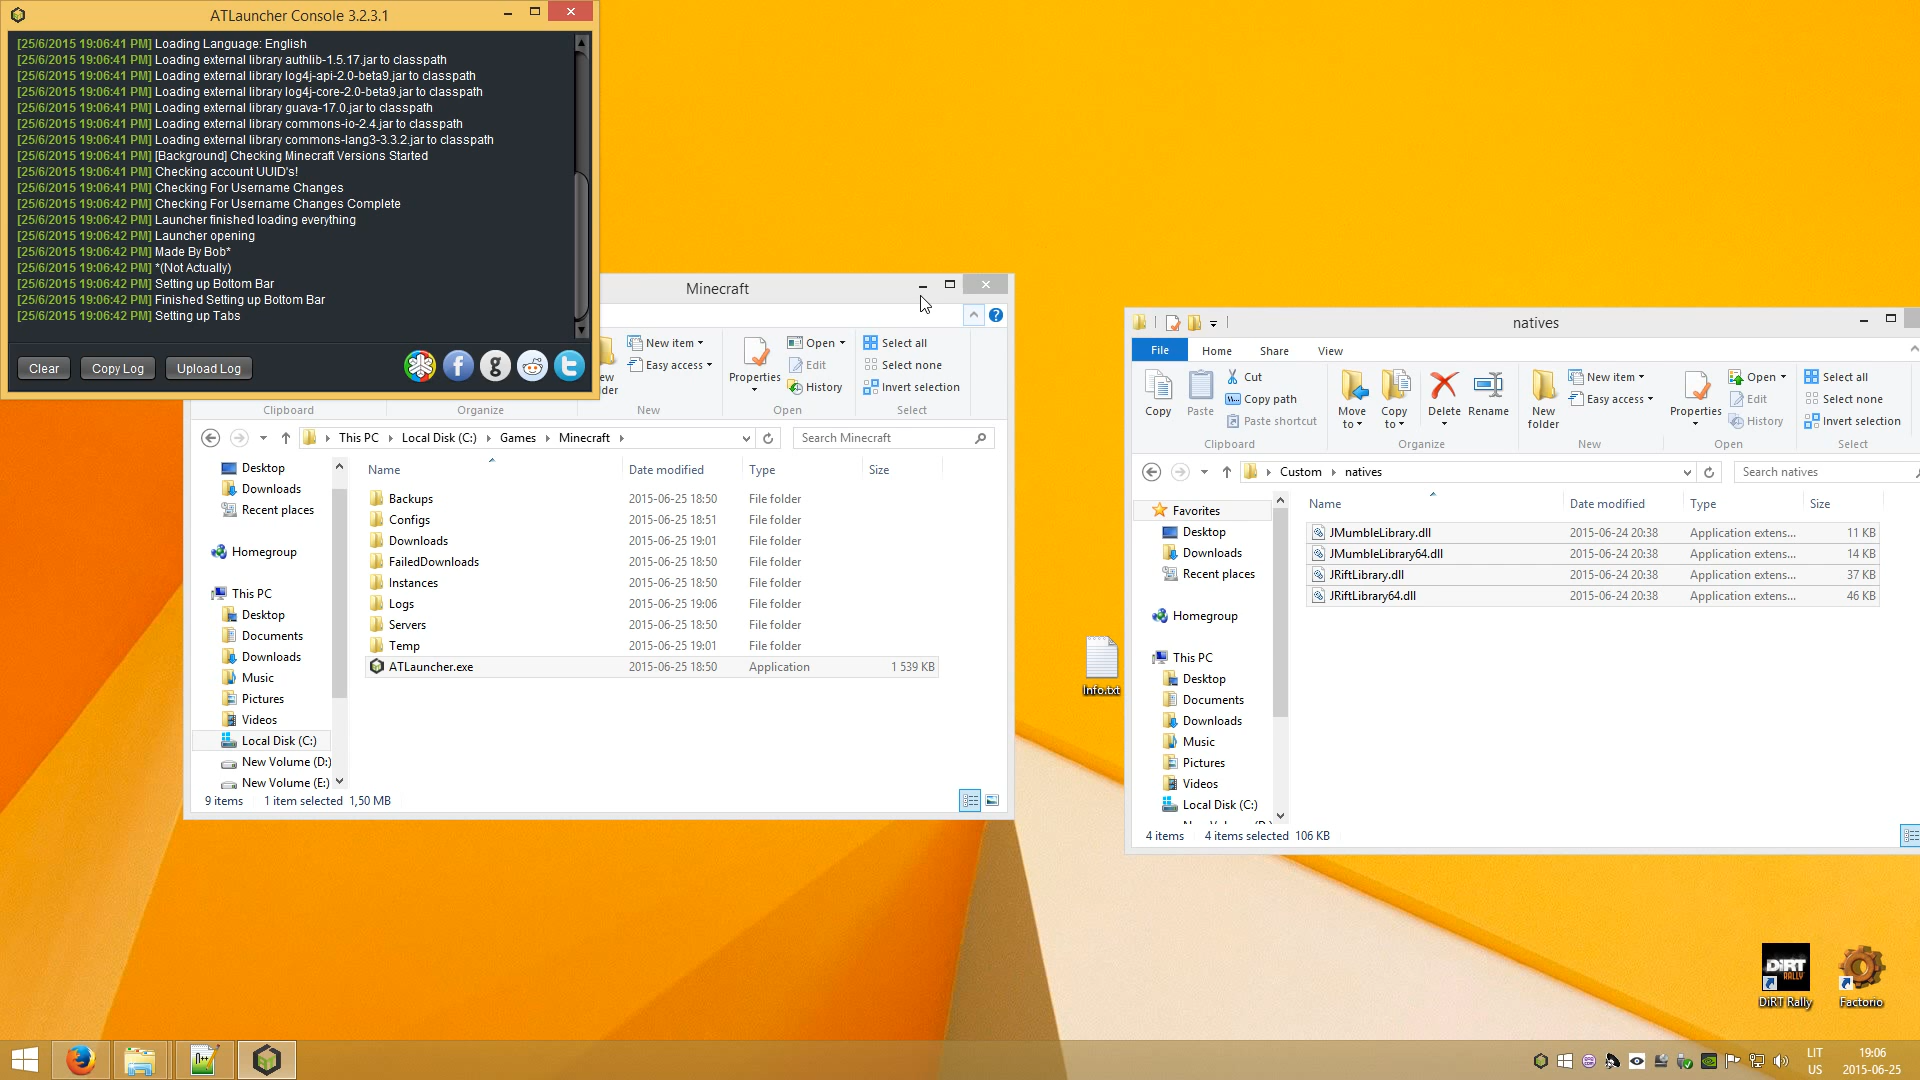 ATLauncher Console 3.2.3.1
[25/6/2015 19:06:41 PM] Loading Language: English
[25/6/2015 19:06:41 PM] Loading external library authlib-1.5.17.jar to classpath
[25/6/2015 19:06:41 PM] Loading external library log4j-api-2.0-beta9.jar to classpath
[25/6/2015 19:06:41 PM] Loading external library log4j-core-2.0-beta9.jar to classpath
[25/6/2015 19:06:41 PM] Loading external library guava-17.0.jar to classpath
[25/6/2015 19:06:41 PM] Loading external library commons-io-2.4.jar to classpath
[25/6/2015 19:06:41 PM] Loading external library commons-lang3-3.3.2.jar to classpath
[25/6/2015 19:06:41 PM] [Background] Checking Minecraft Versions Started
[25/6/2015 19:06:41 PM] Checking account UUID's!
[25/6/2015 19:06:41 PM] Checking For Username Changes
[25/6/2015 19:06:42 PM] Checking For Username Changes Complete
[25/6/2015 19:06:42 PM] Launcher finished loading everything
[25/6/2015 19:06:42 PM] Launcher opening
[25/6/2015 19:06:42 PM] Made By Bob*
[25/6/2015 19:06:42 PM] *(Not Actually)
[25/6/2015 19:06:42 PM] Setting up Bottom Bar
[25/6/2015 19:06:42 PM] Finished Setting up Bottom Bar
[25/6/2015 19:06:42 PM] Setting up Tabs
Clear Copy Log Upload Log
Minecraft
New item Open Select all
Easy access Properties Edit Select none
History Invert selection
Clipboard Organize New Open Select
This PC Local Disk (C:) Games Minecraft Search Minecraft
Name Date modified Type Size
Backups 2015-06-25 18:50 File folder
Configs 2015-06-25 18:51 File folder
Downloads 2015-06-25 19:01 File folder
FailedDownloads 2015-06-25 18:50 File folder
Instances 2015-06-25 18:50 File folder
Logs 2015-06-25 19:06 File folder
Servers 2015-06-25 18:50 File folder
Temp 2015-06-25 19:01 File folder
ATLauncher.exe 2015-06-25 18:50 Application 1 539 KB
Desktop
Downloads
Recent places
Homegroup
This PC
Desktop
Documents
Downloads
Music
Pictures
Videos
Local Disk (C:)
New Volume (D:)
New Volume (E:)
9 items 1 item selected 1,50 MB
Info.txt
natives
File Home Share View
Copy Paste Cut Copy path Paste shortcut
Move to Copy to Delete Rename
New folder New item Easy access
Properties Open Edit History
Select all Select none Invert selection
Clipboard Organize New Open Select
Custom natives Search natives
Name Date modified Type Size
JMumbleLibrary.dll 2015-06-24 20:38 Application extens... 11 KB
JMumbleLibrary64.dll 2015-06-24 20:38 Application extens... 14 KB
JRiftLibrary.dll 2015-06-24 20:38 Application extens... 37 KB
JRiftLibrary64.dll 2015-06-24 20:38 Application extens... 46 KB
Favorites
Desktop
Downloads
Recent places
Homegroup
This PC
Desktop
Documents
Downloads
Music
Pictures
Videos
Local Disk (C:)
4 items 4 items selected 106 KB
DiRT RALLY
DiRT Rally Factorio
LIT 19:06
US 2015-06-25